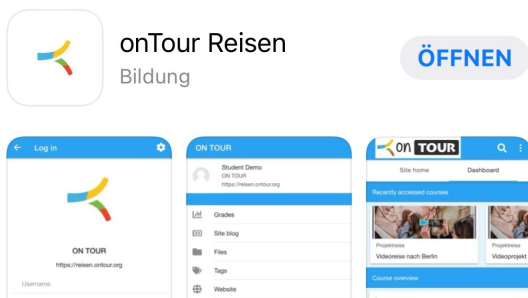 onTour Reisen
Bildung
ÖFFNEN
Log in
ON TOUR
https://reisen.ontour.org
Username
ON TOUR
Student Demo
ON TOUR
https://reisen.ontour.org
Grades
Site blog
Files
Tags
Website
on TOUR
Site home
Dashboard
Recently accessed courses
Projektreise
Videoreise nach Berlin
Projektreise
Videoprojekt
Course overview